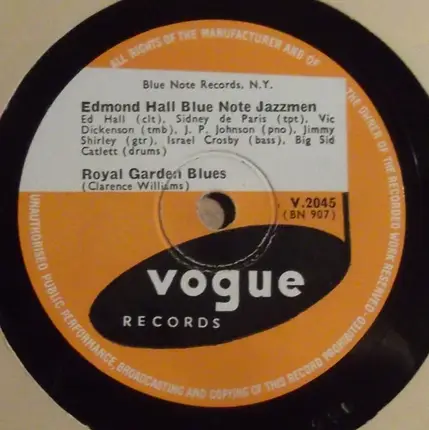 ALL RIGHTS OF THE MANUFACTURER AND OF THE OWNER OF THE RECORDED WORK RESERVED ·
UNAUTHORISED PUBLIC PERFORMANCE, BROADCASTING AND COPYING OF THIS RECORD PROHIBITED ·
Blue Note Records, N.Y.
Edmond Hall Blue Note Jazzmen
Ed Hall (clt), Sidney de Paris (tpt), Vic
Dickenson (tmb), J. P. Johnson (pno), Jimmy
Shirley (gtr), Israel Crosby (bass), Big Sid
Catlett (drums)
Royal Garden Blues
(Clarence Williams)
V.2045
(BN 907)
vogue
RECORDS